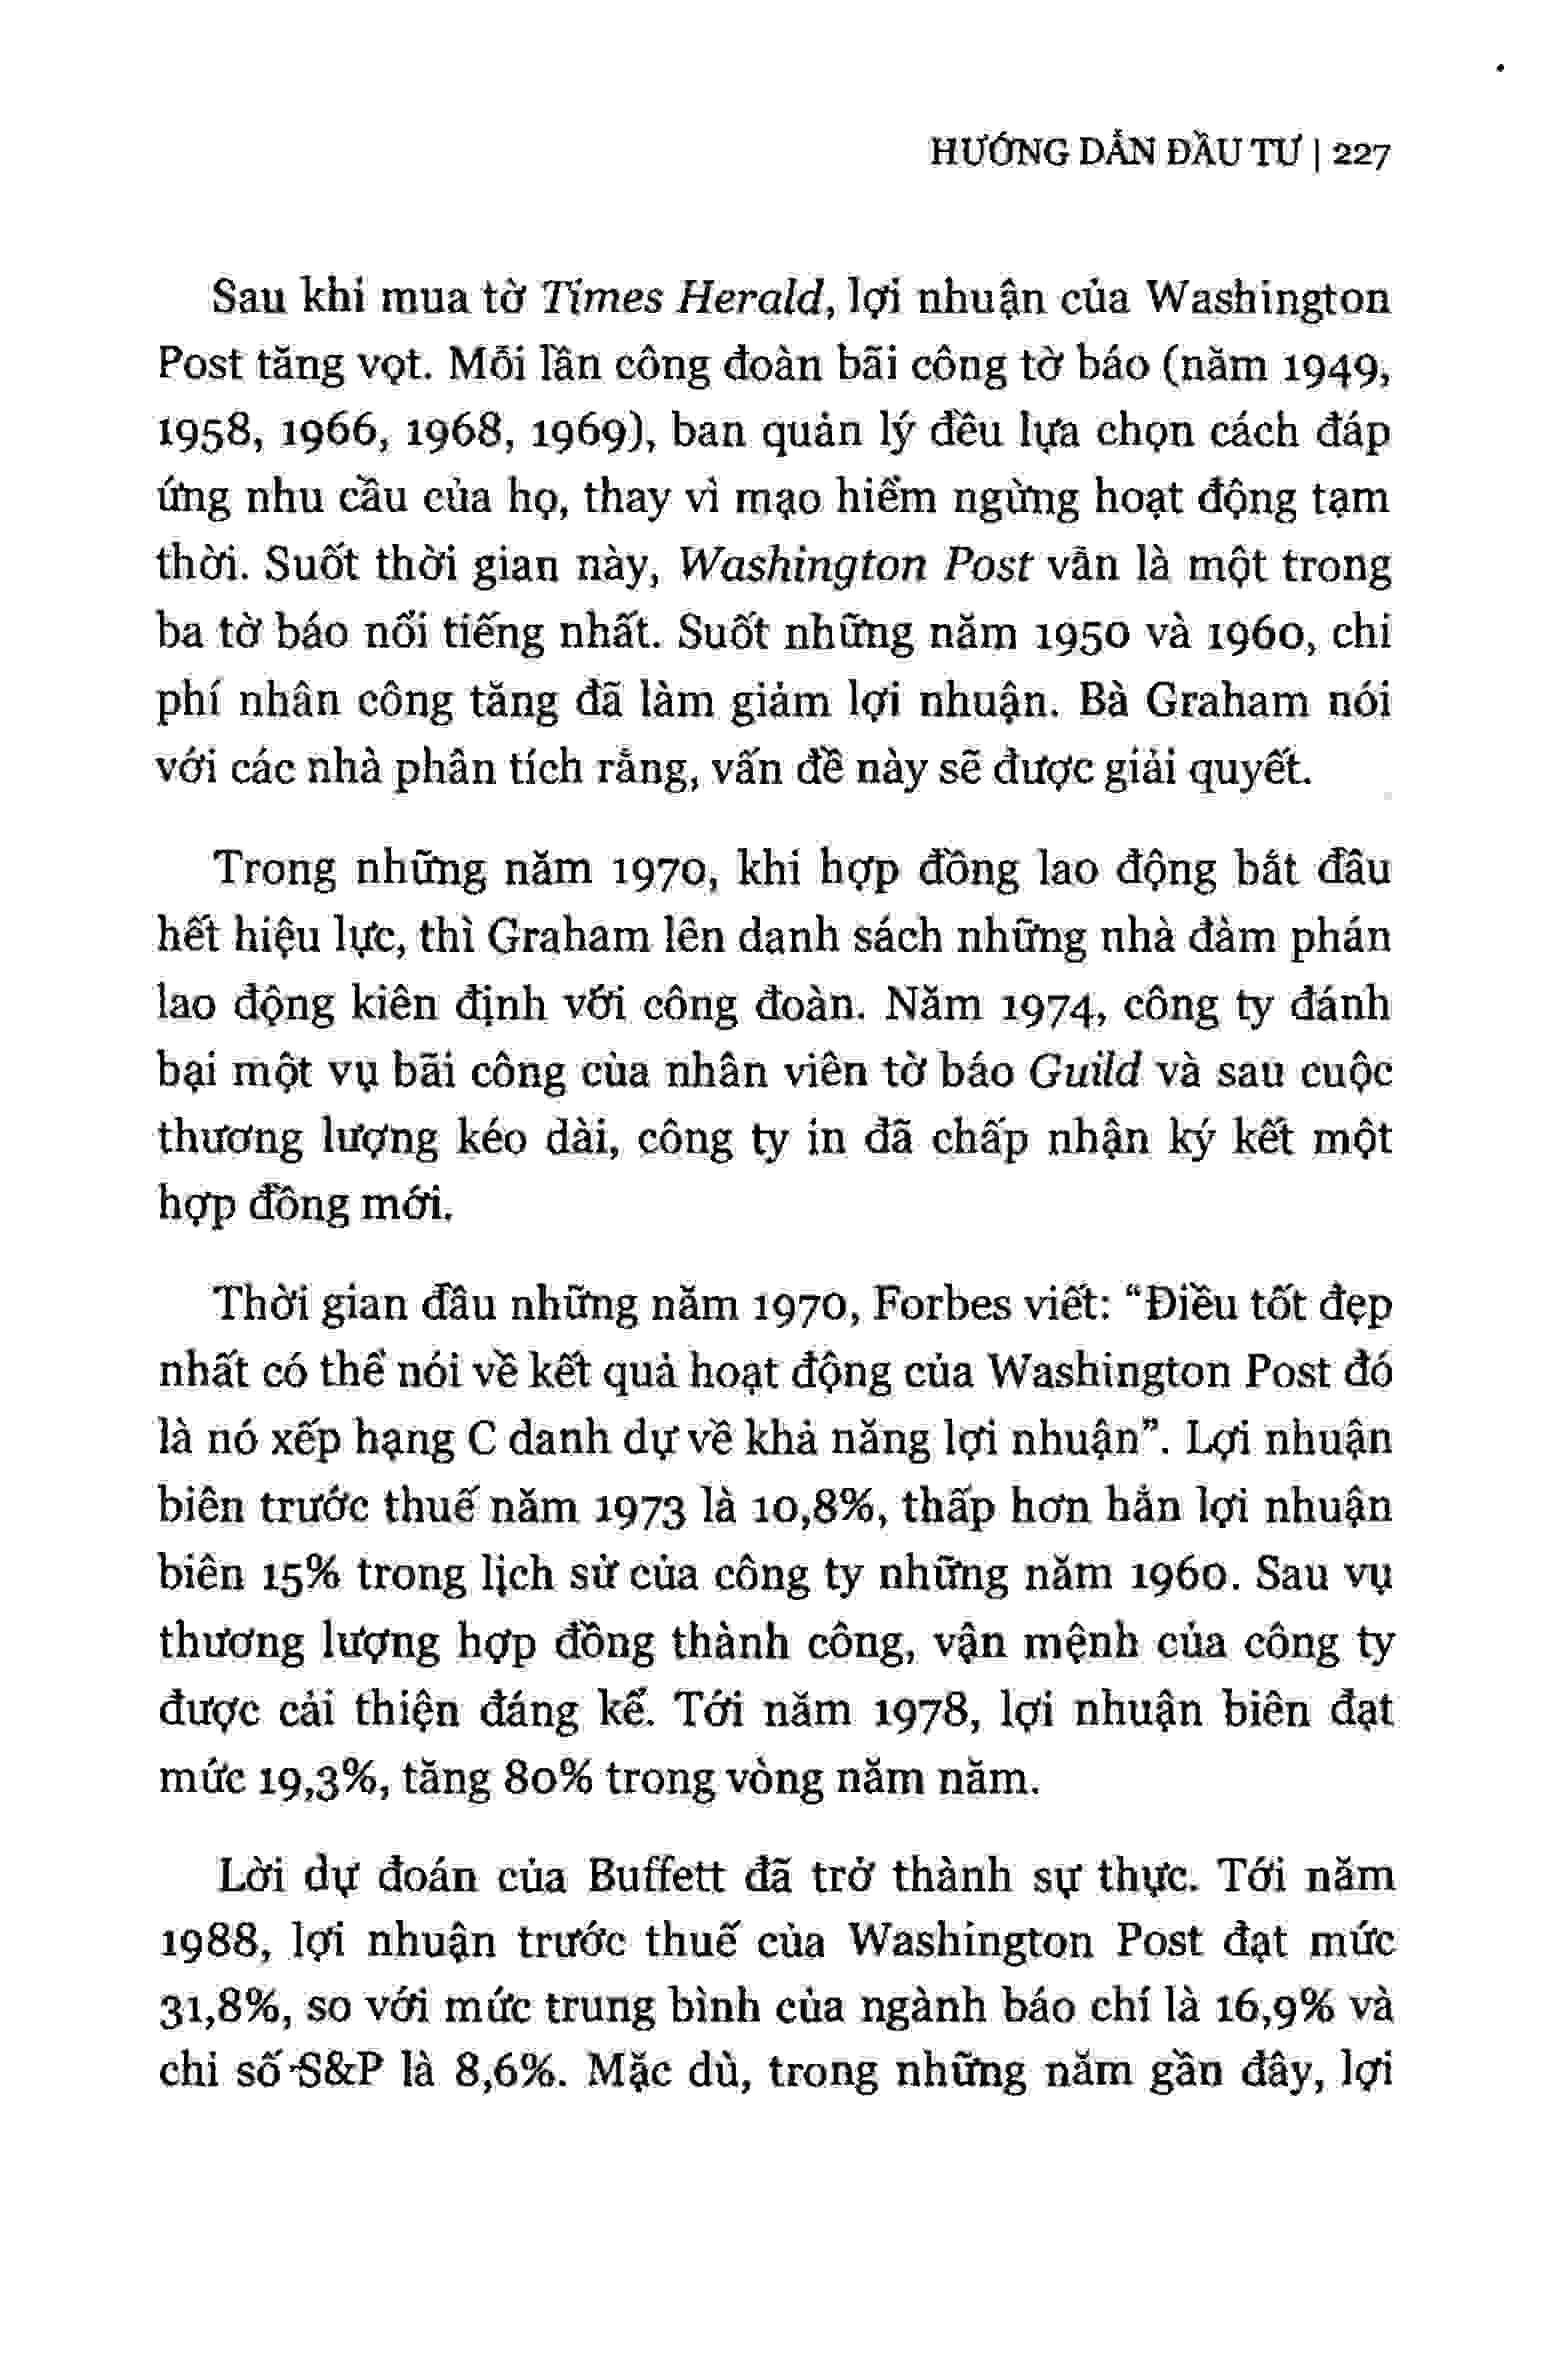 HƯỚNG DẪN ĐẦU TƯ | 227
Sau khi mua tờ Times Herald, lợi nhuận của Washington
Post tăng vọt. Mỗi lần công đoàn bãi công tờ báo (năm 1949,
1958, 1966, 1968, 1969), ban quản lý đều lựa chọn cách đáp
ứng nhu cầu của họ, thay vì mạo hiểm ngừng hoạt động tạm
thời. Suốt thời gian này, Washington Post vẫn là một trong
ba tờ báo nổi tiếng nhất. Suốt những năm 1950 và 1960, chi
phí nhân công tăng đã làm giảm lợi nhuận. Bà Graham nói
với các nhà phân tích rằng, vấn đề này sẽ được giải quyết.
Trong những năm 1970, khi hợp đồng lao động bắt đầu
hết hiệu lực, thì Graham lên danh sách những nhà đàm phán
lao động kiên định với công đoàn. Năm 1974, công ty đánh
bại một vụ bãi công của nhân viên tờ báo Guild và sau cuộc
thương lượng kéo dài, công ty in đã chấp nhận ký kết một
hợp đồng mới.
Thời gian đầu những năm 1970, Forbes viết: “Điều tốt đẹp
nhất có thể nói về kết quả hoạt động của Washington Post đó
là nó xếp hạng C danh dự về khả năng lợi nhuận”. Lợi nhuận
biên trước thuế năm 1973 là 10,8%, thấp hơn hẳn lợi nhuận
biên 15% trong lịch sử của công ty những năm 1960. Sau vụ
thương lượng hợp đồng thành công, vận mệnh của công ty
được cải thiện đáng kể. Tới năm 1978, lợi nhuận biên đạt
mức 19,3%, tăng 80% trong vòng năm năm.
Lời dự đoán của Buffett đã trở thành sự thực. Tới năm
1988, lợi nhuận trước thuế của Washington Post đạt mức
31,8%, so với mức trung bình của ngành báo chí là 16,9% và
chỉ số S&P là 8,6%. Mặc dù, trong những năm gần đây, lợi